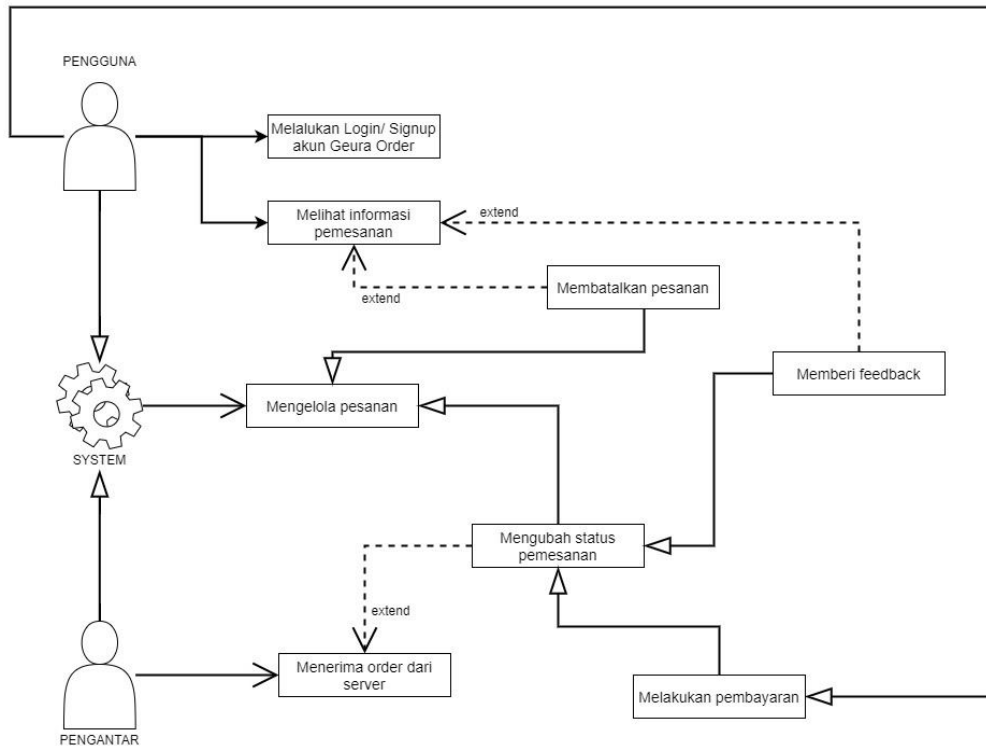 PENGGUNA
Melalukan Login/ Signup
akun Geura Order
Melihat informasi
pemesanan
extend
extend
Membatalkan pesanan
Memberi feedback
Mengelola pesanan
SYSTEM
Mengubah status
pemesanan
extend
Menerima order dari
server
Melakukan pembayaran
PENGANTAR